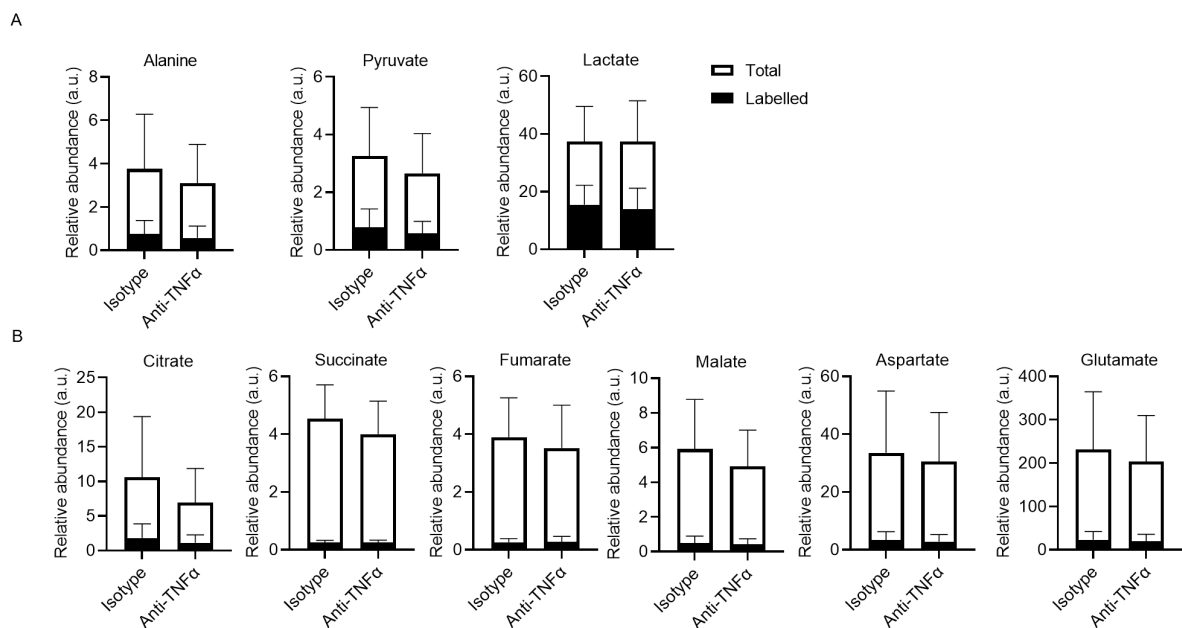 A
Alanine
Relative abundance (a.u.)
8
6
4
2
0
Isotype
Anti-TNFα
Pyruvate
Relative abundance (a.u.)
6
4
2
0
Isotype
Anti-TNFα
Lactate
Relative abundance (a.u.)
60
40
20
0
Isotype
Anti-TNFα
Total
Labelled
B
Citrate
Relative abundance (a.u.)
25
20
15
10
5
0
Isotype
Anti-TNFα
Succinate
Relative abundance (a.u.)
6
4
2
0
Isotype
Anti-TNFα
Fumarate
Relative abundance (a.u.)
6
4
2
0
Isotype
Anti-TNFα
Malate
Relative abundance (a.u.)
10
8
6
4
2
0
Isotype
Anti-TNFα
Aspartate
Relative abundance (a.u.)
60
40
20
0
Isotype
Anti-TNFα
Glutamate
Relative abundance (a.u.)
400
300
200
100
0
Isotype
Anti-TNFα